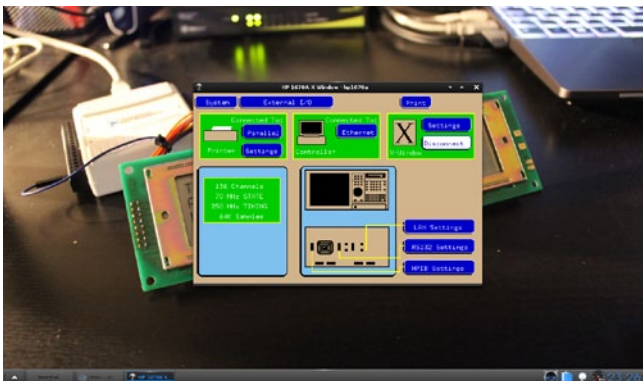 HP 1670A X Window - hp1670a
System
External I/O
Print
Connected To:
Parallel
Printer
Settings
Connected To:
Ethernet
Controller
X
Settings
Disconnect
X-Window
136 Channels
70 MHz STATE
250 MHz TIMING
64K Samples
LAN Settings
RS232 Settings
HPIB Settings